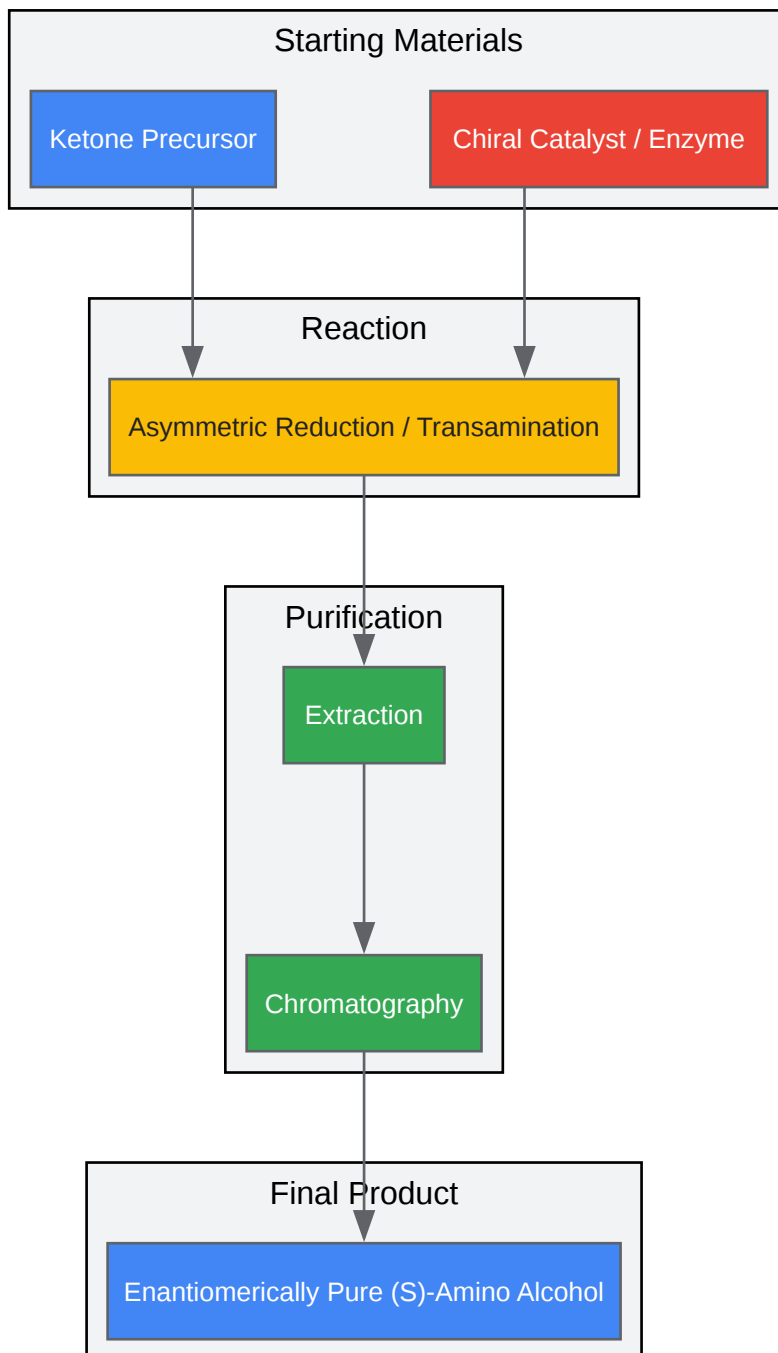 Starting Materials
Ketone Precursor
Chiral Catalyst / Enzyme
Reaction
Asymmetric Reduction / Transamination
Purification
Extraction
Chromatography
Final Product
Enantiomerically Pure (S)-Amino Alcohol